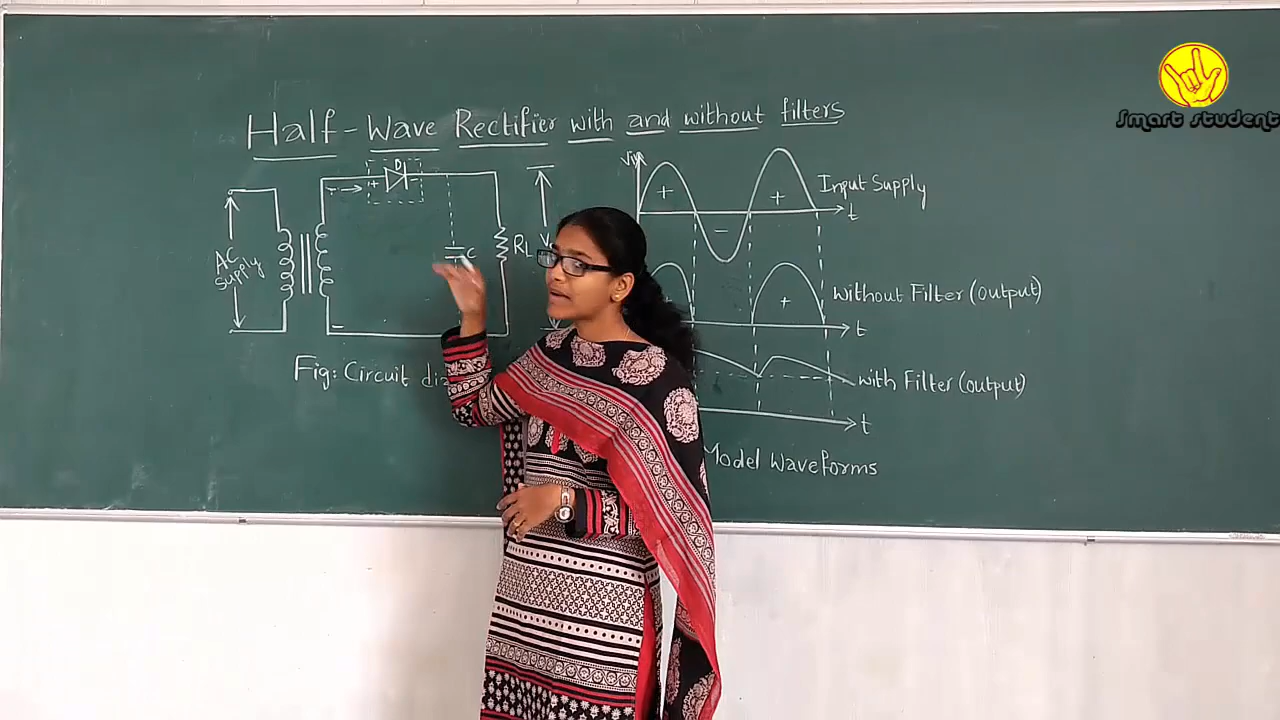 Smart student
Half-Wave Rectifier with and without filters
D
+
-
AC
Supply
C
RL
V
-
Fig: Circuit
Vin
+
-
+
Input Supply
t
+
+
without Filter (output)
t
with Filter (output)
t
Model Waveforms